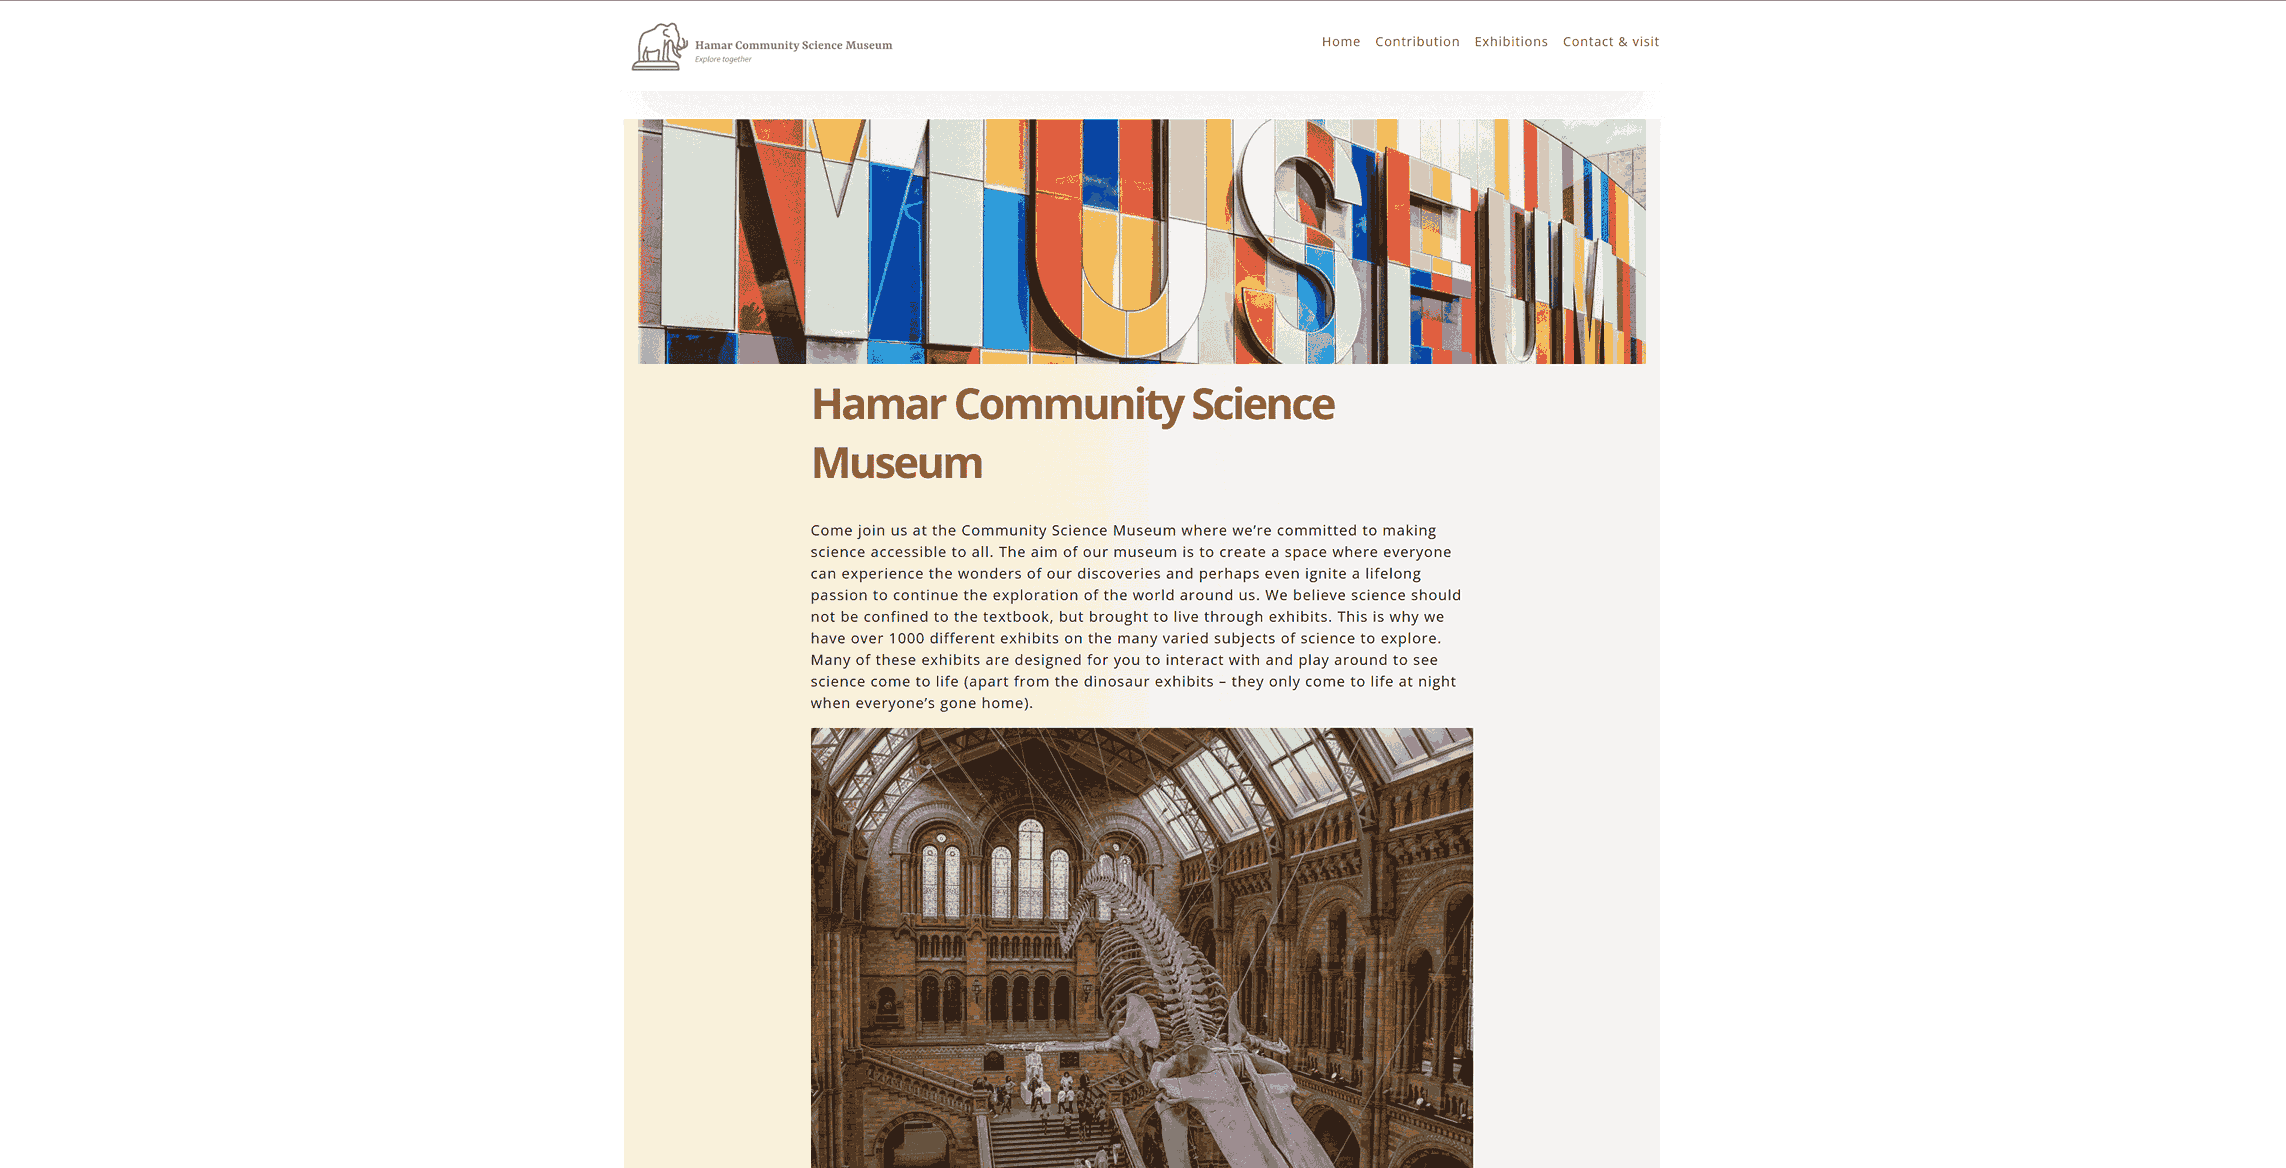 Hamar Community Science Museum
Explore together
Home Contribution Exhibitions Contact & visit
MUSEUM
Hamar Community Science
Museum
Come join us at the Community Science Museum where we’re committed to making
science accessible to all. The aim of our museum is to create a space where everyone
can experience the wonders of our discoveries and perhaps even ignite a lifelong
passion to continue the exploration of the world around us. We believe science should
not be confined to the textbook, but brought to live through exhibits. This is why we
have over 1000 different exhibits on the many varied subjects of science to explore.
Many of these exhibits are designed for you to interact with and play around to see
science come to life (apart from the dinosaur exhibits – they only come to life at night
when everyone’s gone home).